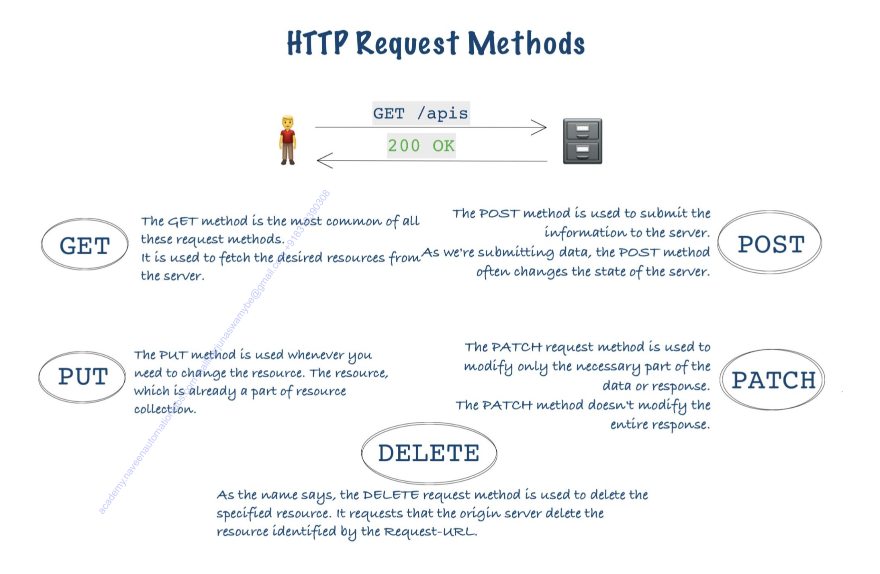 HTTP Request Methods
GET /apis
200 OK
GET
The GET method is the most common of all
these request methods.
It is used to fetch the desired resources from
the server.
The POST method is used to submit the
information to the server.
As we're submitting data, the POST method
often changes the state of the server.
POST
PUT
The PUT method is used whenever you
need to change the resource. The resource,
which is already a part of resource
collection.
The PATCH request method is used to
modify only the necessary part of the
data or response.
The PATCH method doesn't modify the
entire response.
PATCH
DELETE
As the name says, the DELETE request method is used to delete the
specified resource. It requests that the origin server delete the
resource identified by the Request-URL.